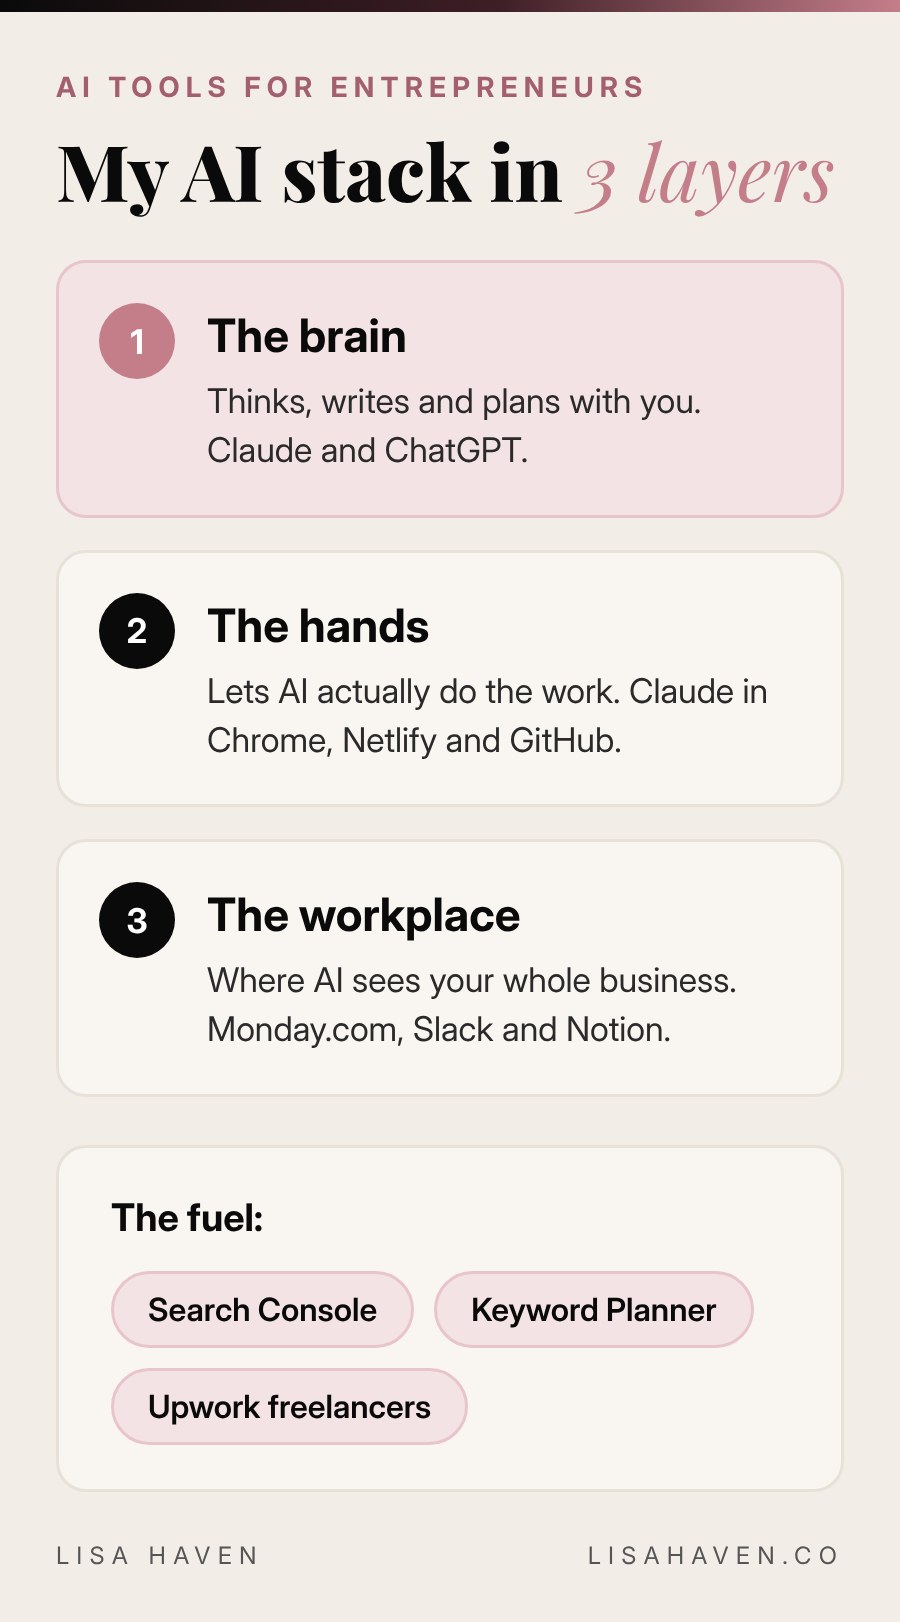 AI TOOLS FOR ENTREPRENEURS
My AI stack in 3 layers
1
The brain
Thinks, writes and plans with you.
Claude and ChatGPT.
2
The hands
Lets AI actually do the work. Claude in
Chrome, Netlify and GitHub.
3
The workplace
Where AI sees your whole business.
Monday.com, Slack and Notion.
The fuel:
Search Console
Keyword Planner
Upwork freelancers
LISA HAVEN
LISAHAVEN.CO